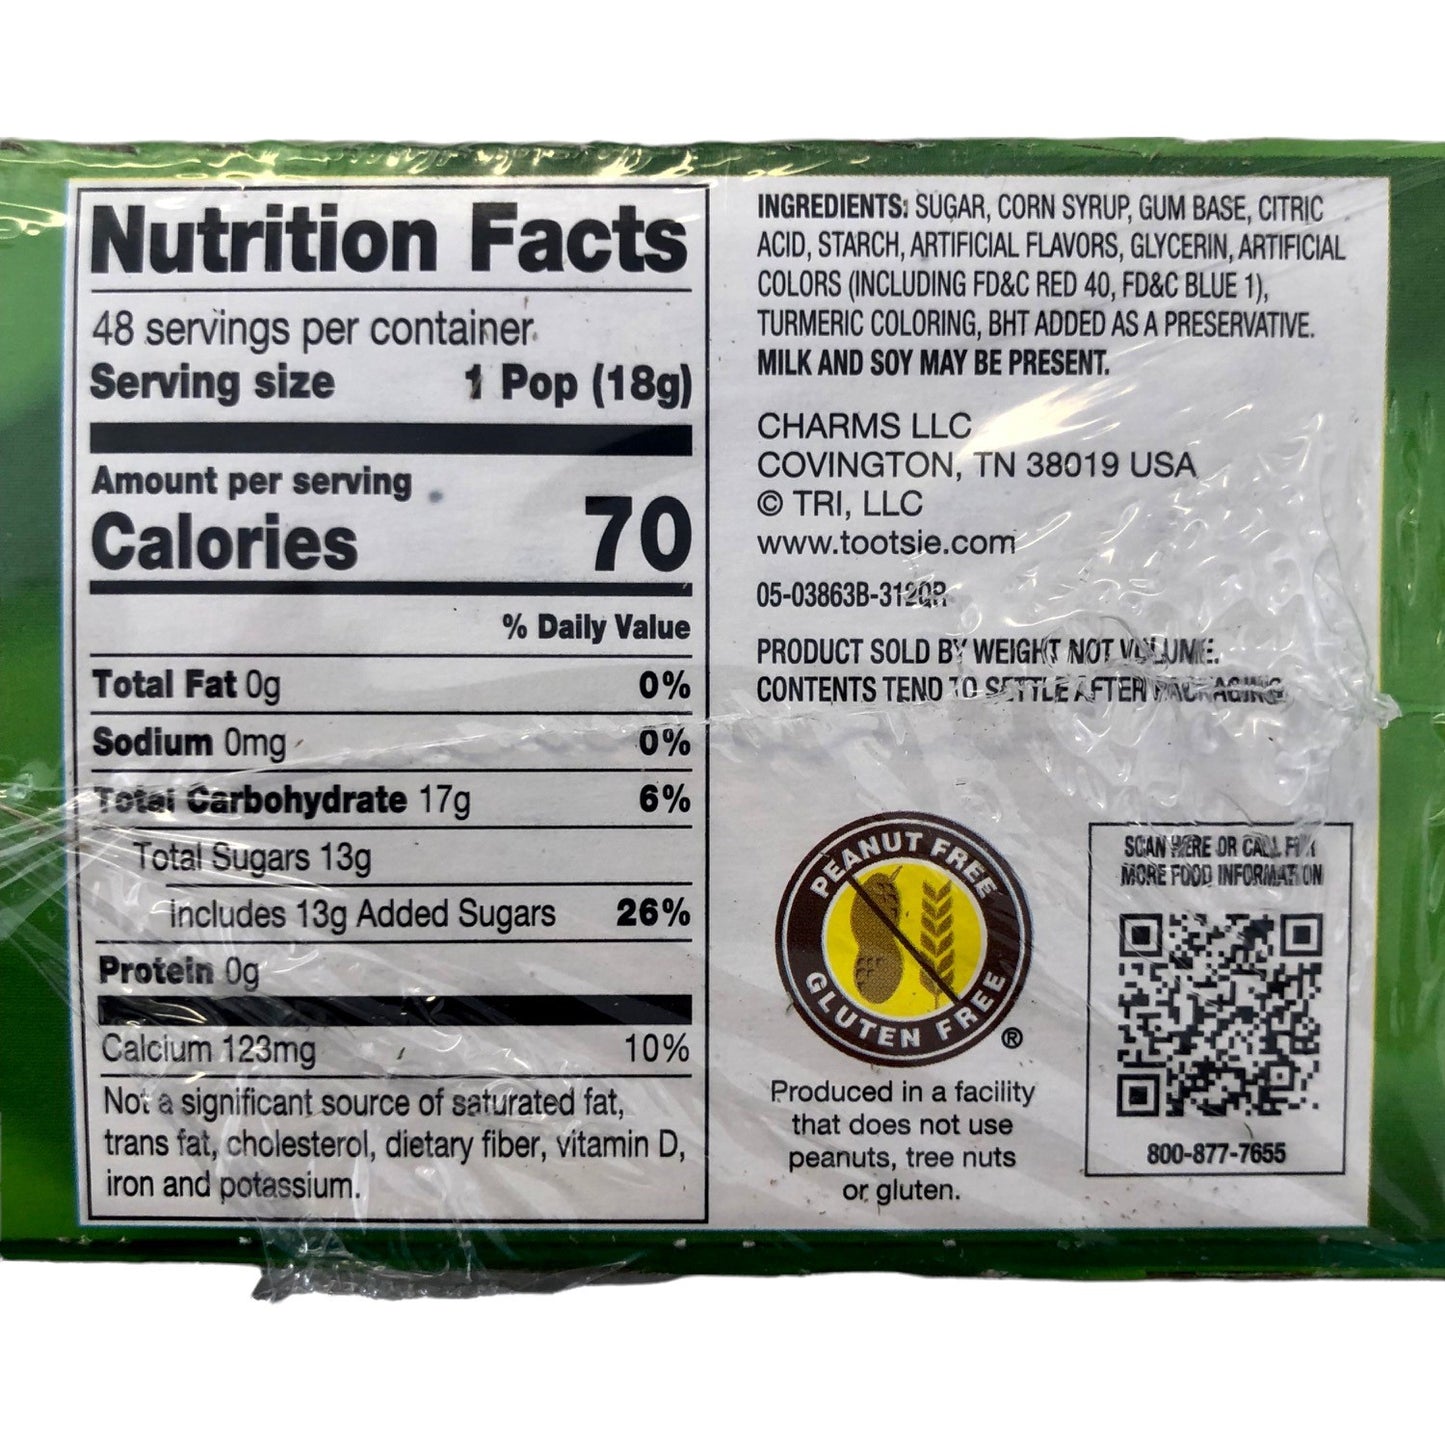 Nutrition Facts
48 servings per container
Serving size 1 Pop (18g)
Amount per serving
Calories 70
% Daily Value
Total Fat 0g 0%
Sodium 0mg 0%
Total Carbohydrate 17g 6%
Total Sugars 13g
Includes 13g Added Sugars 26%
Protein 0g
Calcium 123mg 10%
Not a significant source of saturated fat,
trans fat, cholesterol, dietary fiber, vitamin D,
iron and potassium.
INGREDIENTS: SUGAR, CORN SYRUP, GUM BASE, CITRIC
ACID, STARCH, ARTIFICIAL FLAVORS, GLYCERIN, ARTIFICIAL
COLORS (INCLUDING FD&C RED 40, FD&C BLUE 1),
TURMERIC COLORING, BHT ADDED AS A PRESERVATIVE.
MILK AND SOY MAY BE PRESENT.
CHARMS LLC
COVINGTON, TN 38019 USA
© TRI, LLC
www.tootsie.com
05-03863B-312QR
PRODUCT SOLD BY WEIGHT NOT VOLUME.
CONTENTS TEND TO SETTLE AFTER PACKAGING
PEANUT FREE
GLUTEN FREE
®
Produced in a facility
that does not use
peanuts, tree nuts
or gluten.
SCAN HERE OR CALL FOR
MORE FOOD INFORMATION
800-877-7655